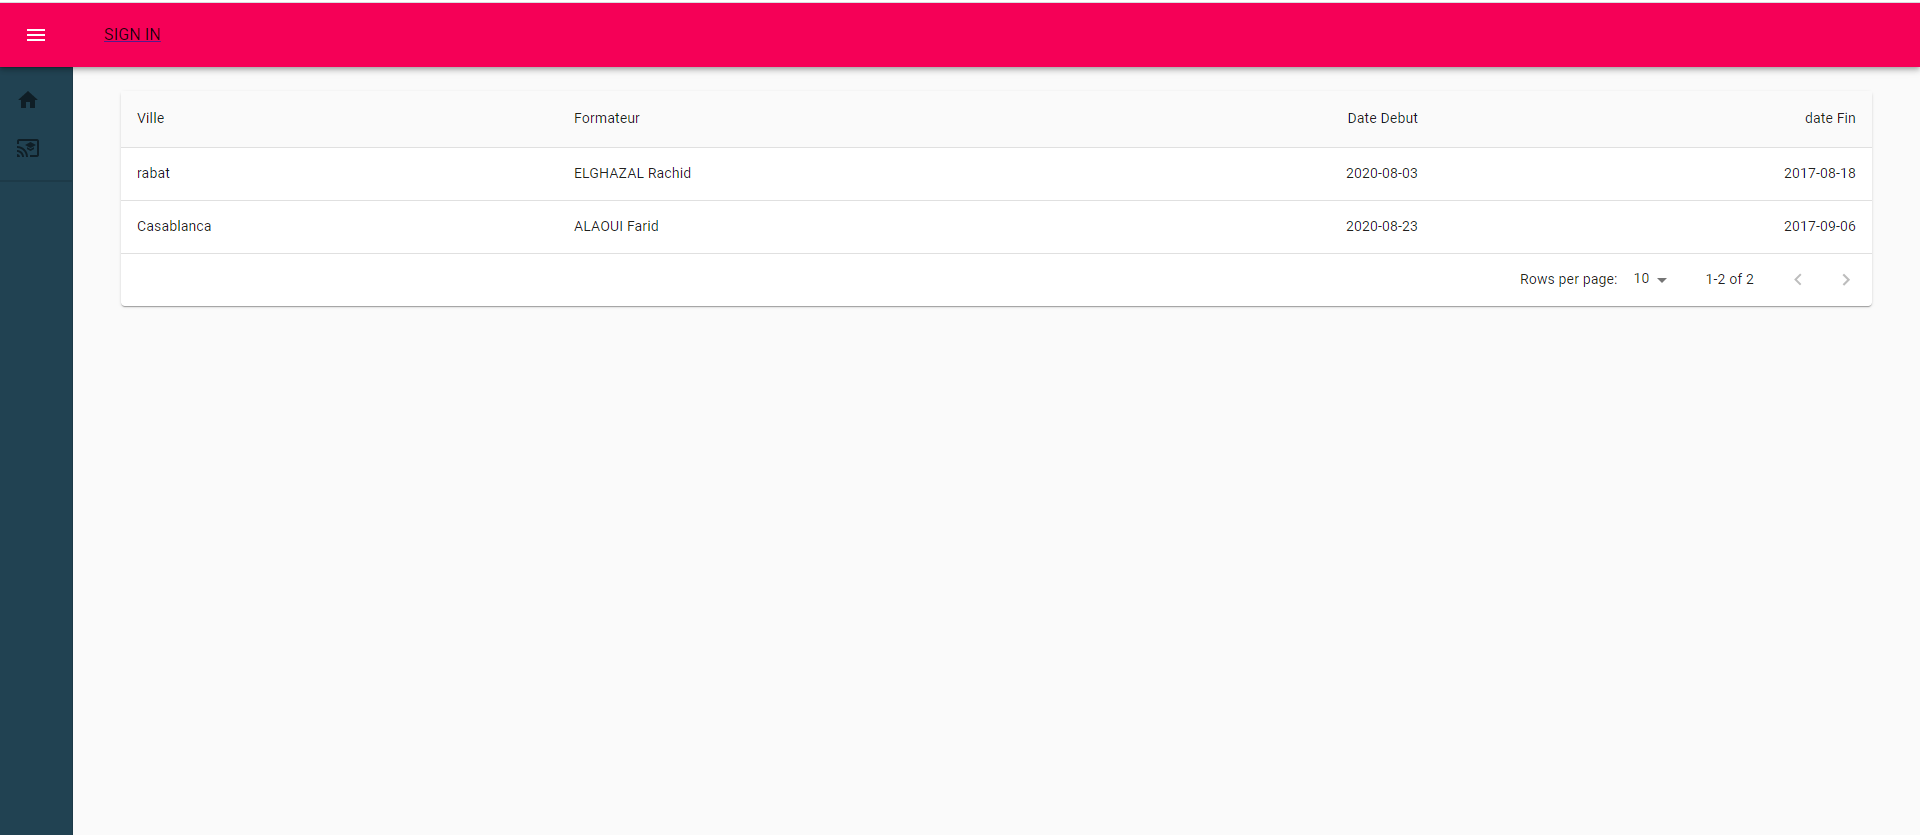 SIGN IN
Ville Formateur Date Debut date Fin
rabat ELGHAZAL Rachid 2020-08-03 2017-08-18
Casablanca ALAOUI Farid 2020-08-23 2017-09-06
Rows per page: 10 1-2 of 2